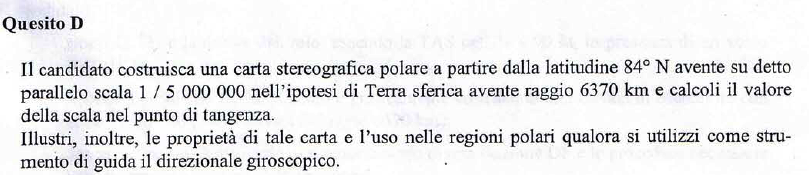 Quesito D
Il candidato costruisca una carta stereografica polare a partire dalla latitudine 84° N avente su detto
parallelo scala 1 / 5 000 000 nell'ipotesi di Terra sferica avente raggio 6370 km e calcoli il valore
della scala nel punto di tangenza.
Illustri, inoltre, le proprietà di tale carta e l'uso nelle regioni polari qualora si utilizzi come stru-
mento di guida il direzionale giroscopico.